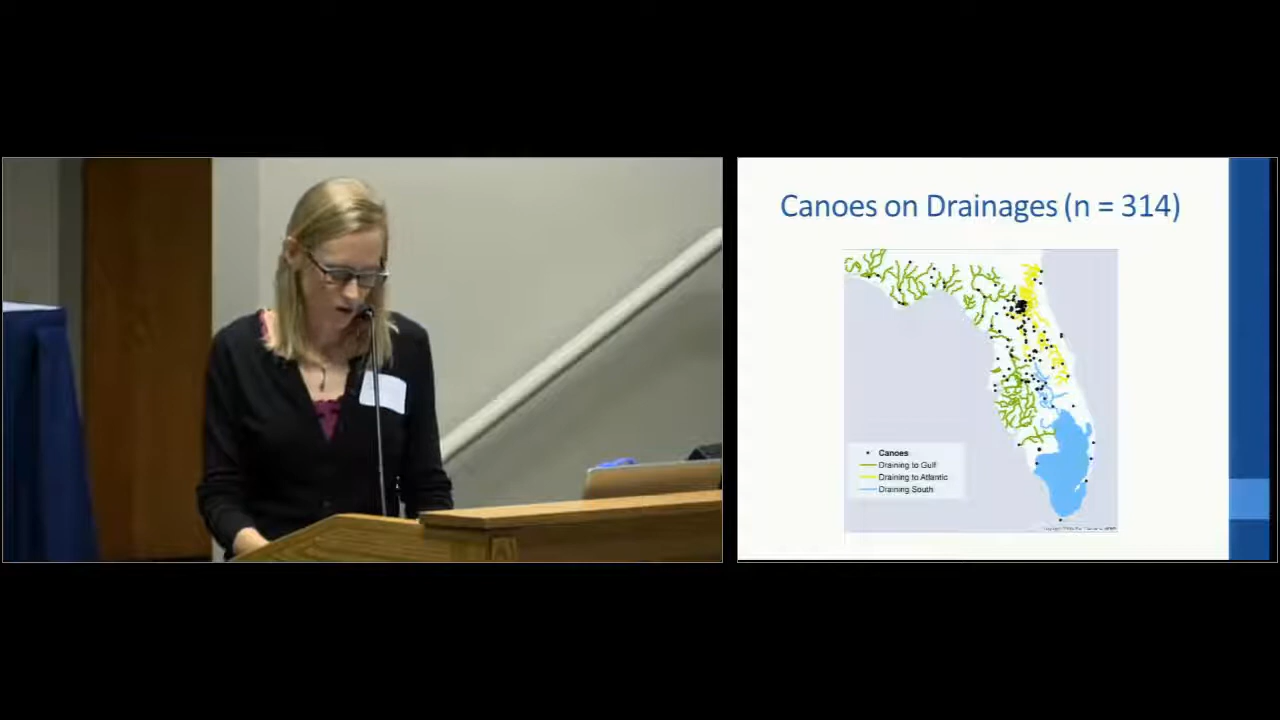 Canoes on Drainages (n = 314)
Canoes
Draining to Gulf
Draining to Atlantic
Draining South